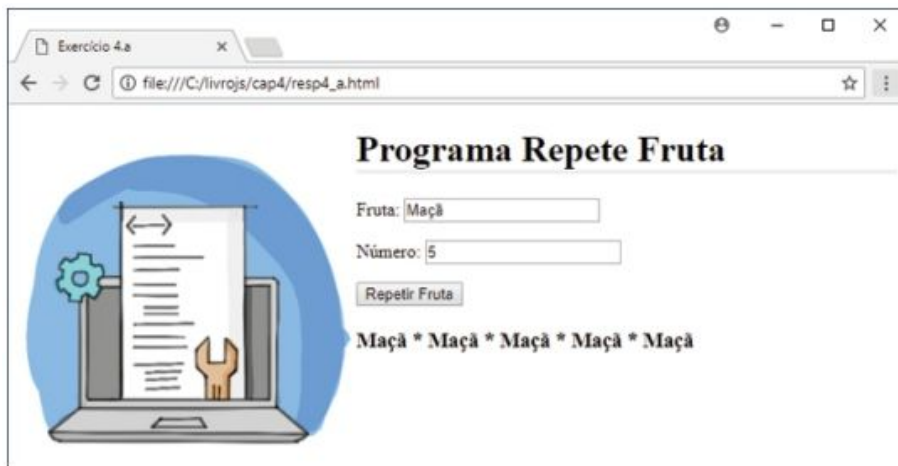 Exercício 4.a
file:///C:/livrojs/cap4/resp4_a.html
Programa Repete Fruta
Fruta: Maçã
Número: 5
Repetir Fruta
Maçã * Maçã * Maçã * Maçã * Maçã